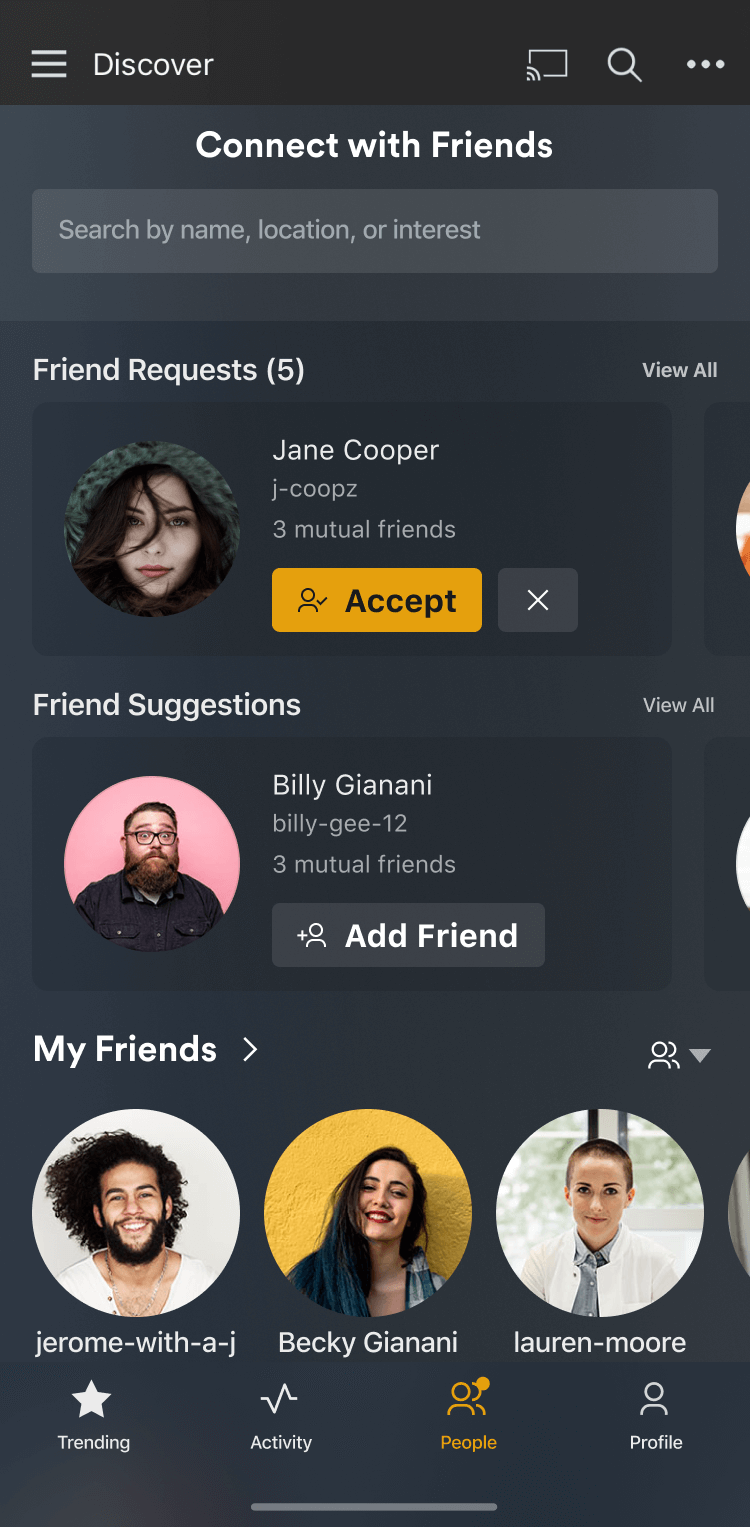 Discover
Connect with Friends
Search by name, location, or interest
Friend Requests (5)
View All
Jane Cooper
j-coopz
3 mutual friends
Accept
Friend Suggestions
View All
Billy Gianani
billy-gee-12
3 mutual friends
Add Friend
My Friends
jerome-with-a-j
Becky Gianani
lauren-moore
Trending
Activity
People
Profile